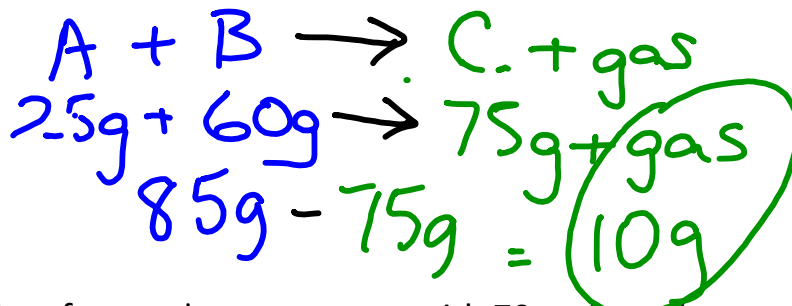 A + B → C + gas
25g + 60g → 75g + gas
85g - 75g = 10g